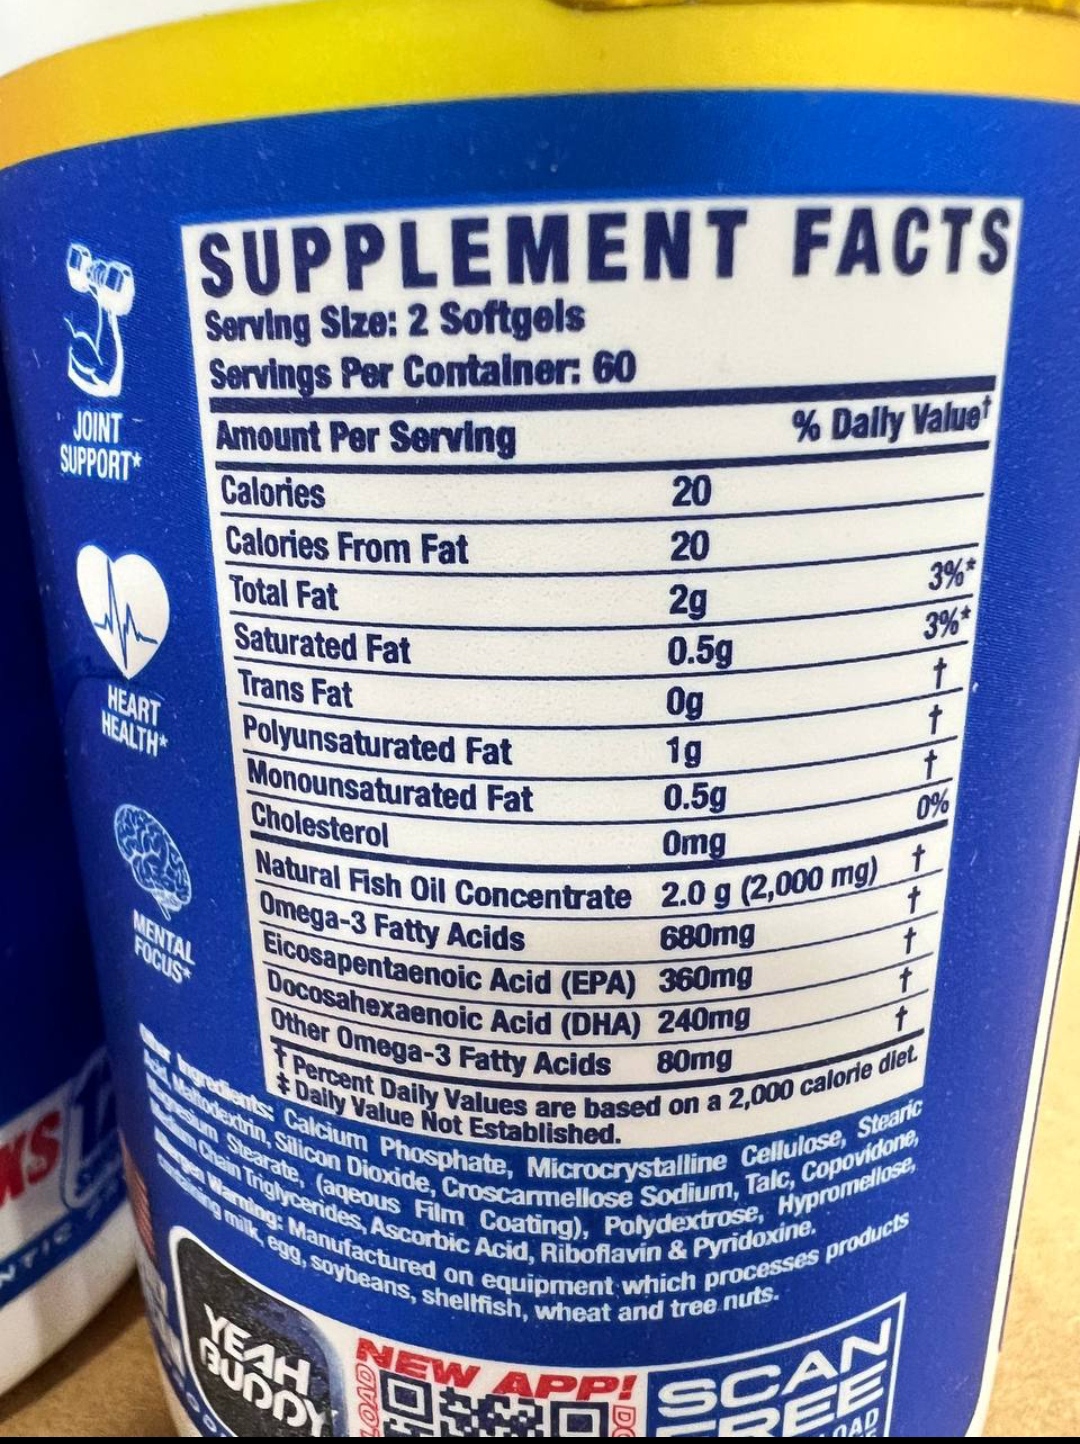 SUPPLEMENT FACTS
Serving Size: 2 Softgels
Servings Per Container: 60
Amount Per Serving % Daily Value†
Calories 20
Calories From Fat 20
Total Fat 2g 3%*
Saturated Fat 0.5g 3%*
Trans Fat 0g †
Polyunsaturated Fat 1g †
Monounsaturated Fat 0.5g †
Cholesterol 0mg 0%
Natural Fish Oil Concentrate 2.0 g (2,000 mg) †
Omega-3 Fatty Acids 680mg †
Eicosapentaenoic Acid (EPA) 360mg †
Docosahexaenoic Acid (DHA) 240mg †
Other Omega-3 Fatty Acids 80mg †
† Percent Daily Values are based on a 2,000 calorie diet.
‡ Daily Value Not Established.
JOINT
SUPPORT*
HEART
HEALTH*
MENTAL
FOCUS*
Other Ingredients: Calcium Phosphate, Microcrystalline Cellulose, Stearic
Acid, Maltodextrin, Silicon Dioxide, Croscarmellose Sodium, Talc, Copovidone,
Magnesium Stearate, (aqeous Film Coating), Polydextrose, Hypromellose,
Medium Chain Triglycerides, Ascorbic Acid, Riboflavin & Pyridoxine.
Allergen Warning: Manufactured on equipment which processes products
containing milk, egg, soybeans, shellfish, wheat and tree nuts.
YEAH
BUDDY
NEW APP!
SCAN
FREE